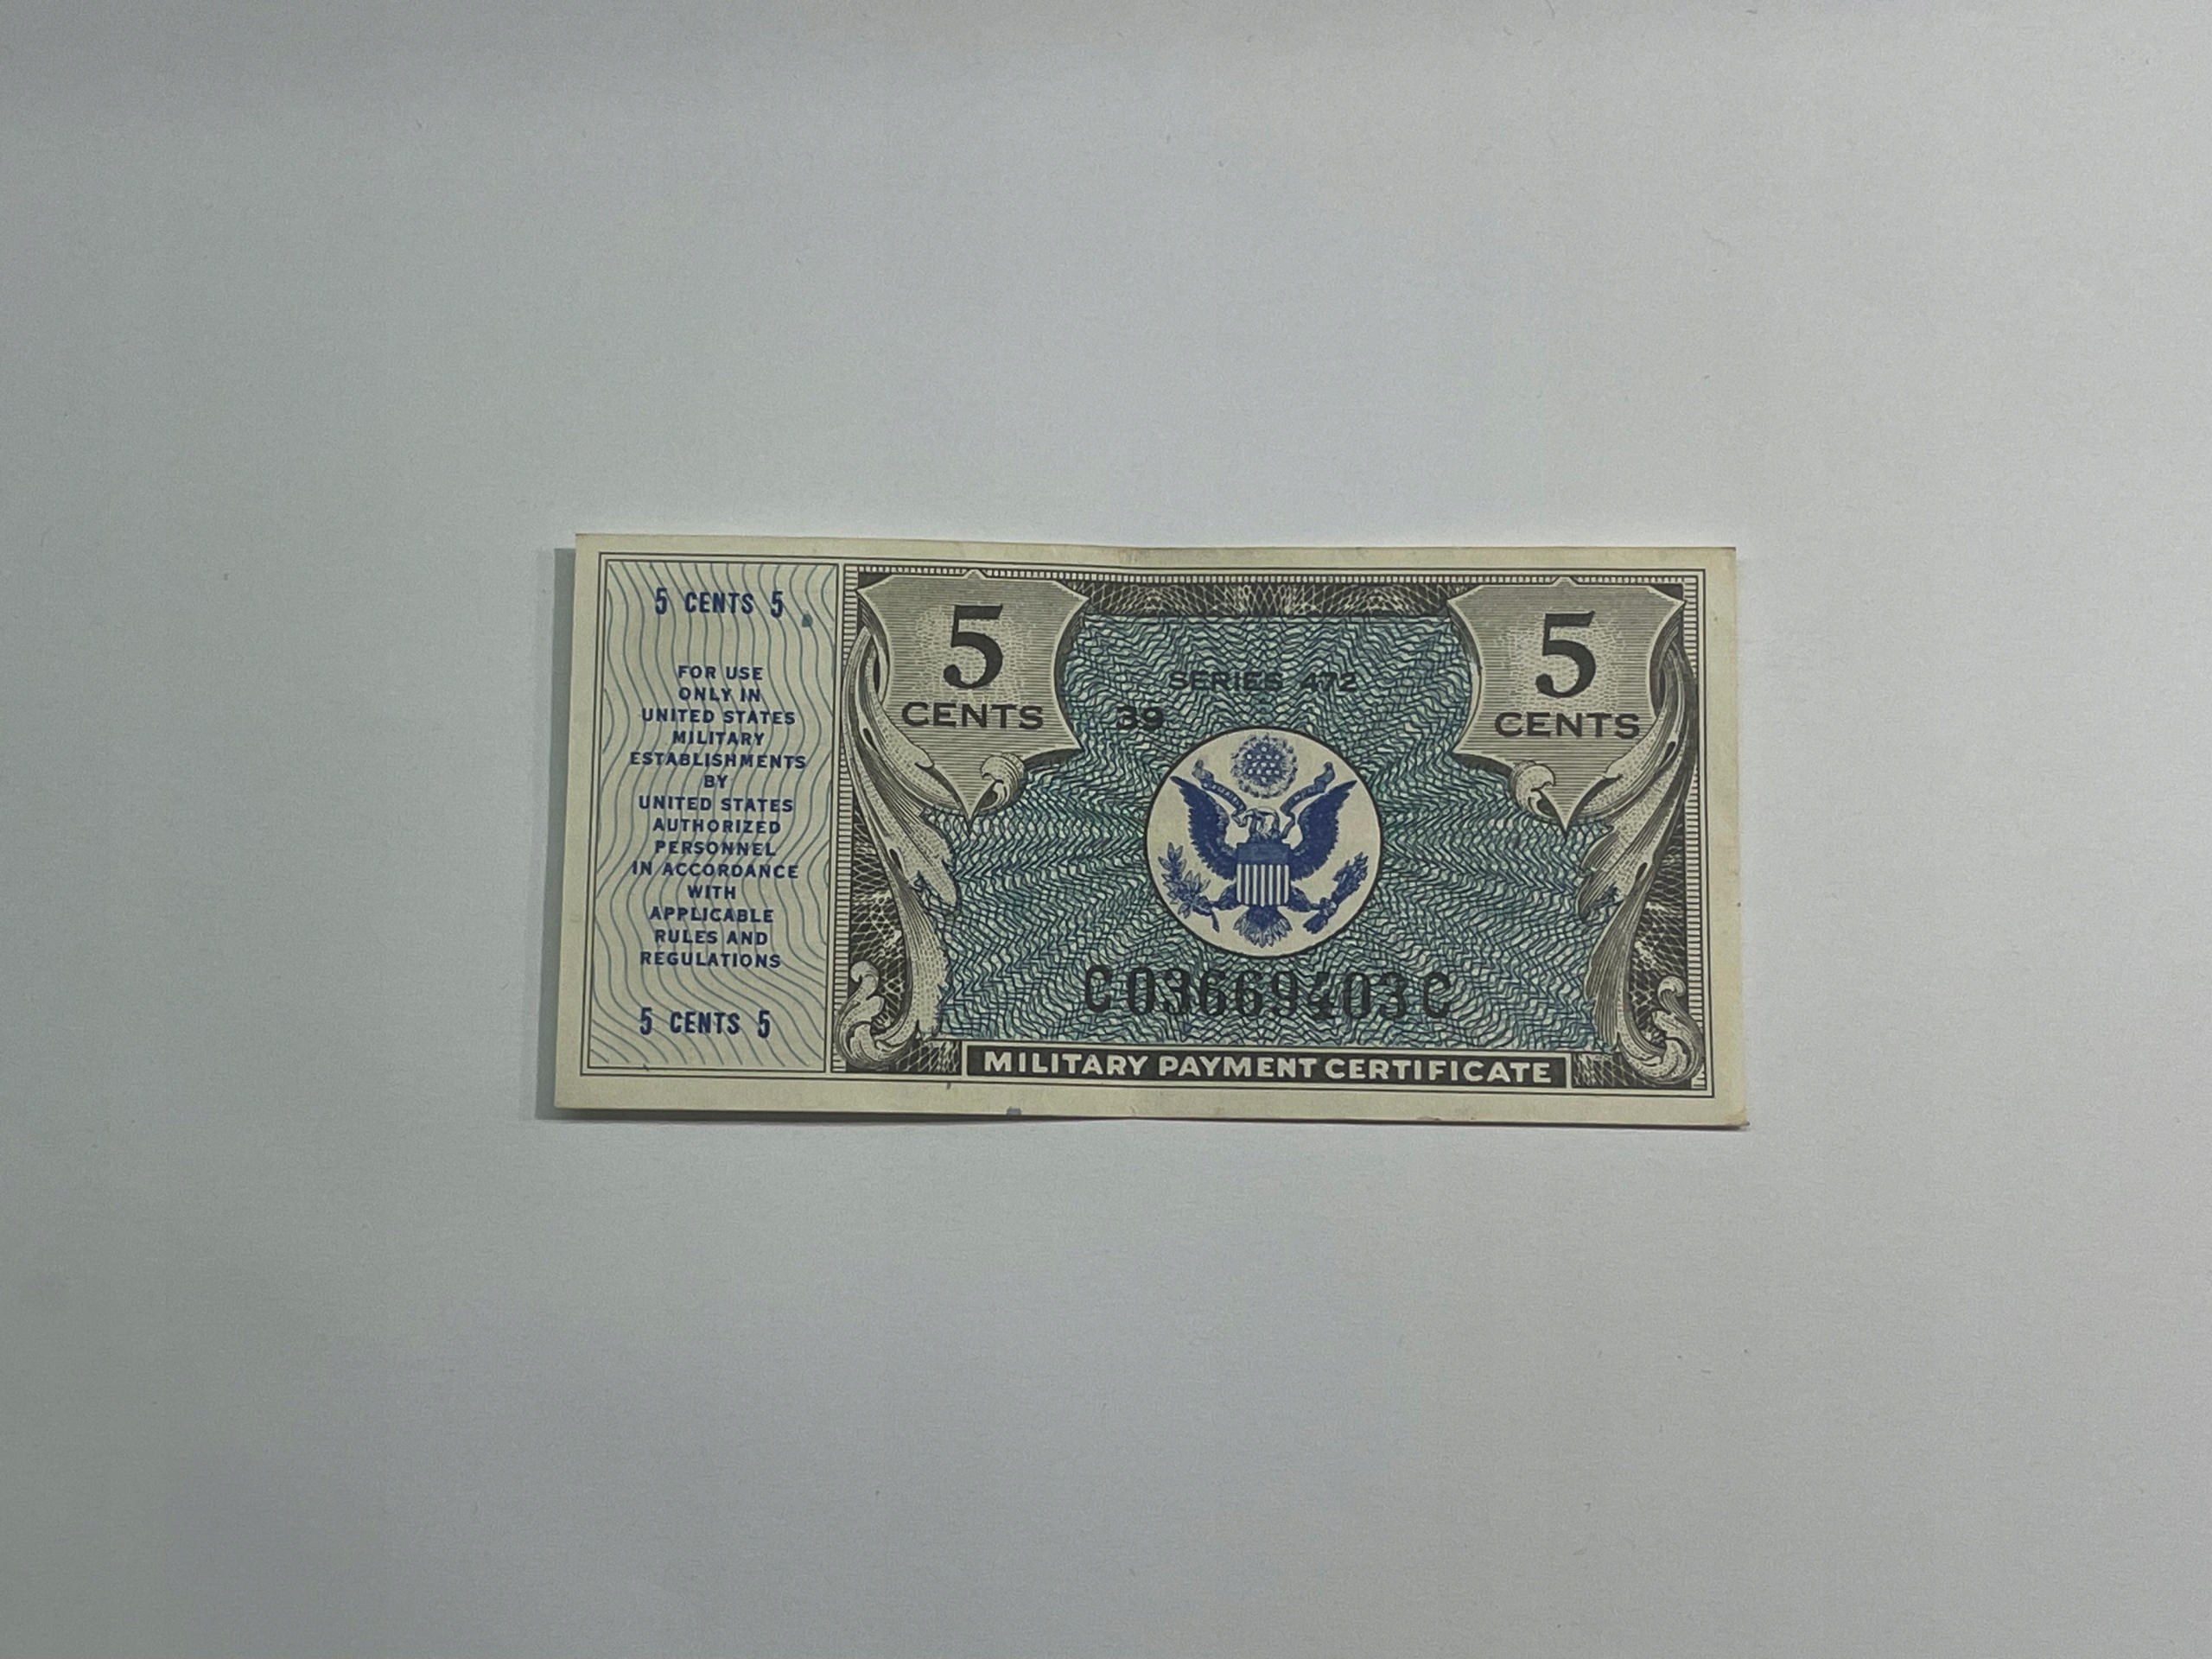 5 CENTS 5
FOR USE
ONLY IN
UNITED STATES
MILITARY
ESTABLISHMENTS
BY
UNITED STATES
AUTHORIZED
PERSONNEL
IN ACCORDANCE
WITH
APPLICABLE
RULES AND
REGULATIONS
5 CENTS 5
5
CENTS
SERIES 472
39
C03669403C
MILITARY PAYMENT CERTIFICATE
5
CENTS